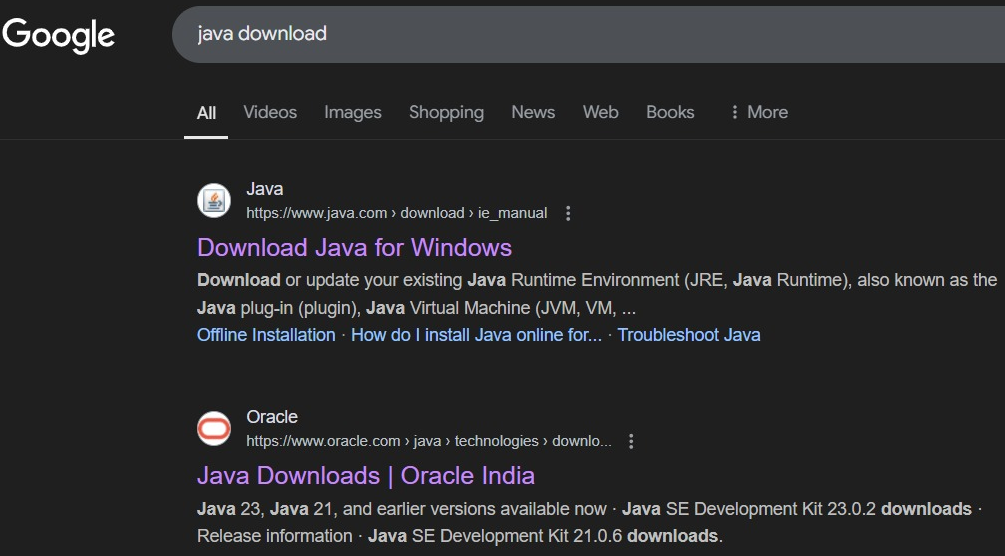 Google
java download
All Videos Images Shopping News Web Books More
Java
https://www.java.com › download › ie_manual
Download Java for Windows
Download or update your existing Java Runtime Environment (JRE, Java Runtime), also known as the
Java plug-in (plugin), Java Virtual Machine (JVM, VM, ...
Offline Installation · How do I install Java online for... · Troubleshoot Java
Oracle
https://www.oracle.com › java › technologies › downlo...
Java Downloads | Oracle India
Java 23, Java 21, and earlier versions available now · Java SE Development Kit 23.0.2 downloads ·
Release information · Java SE Development Kit 21.0.6 downloads.